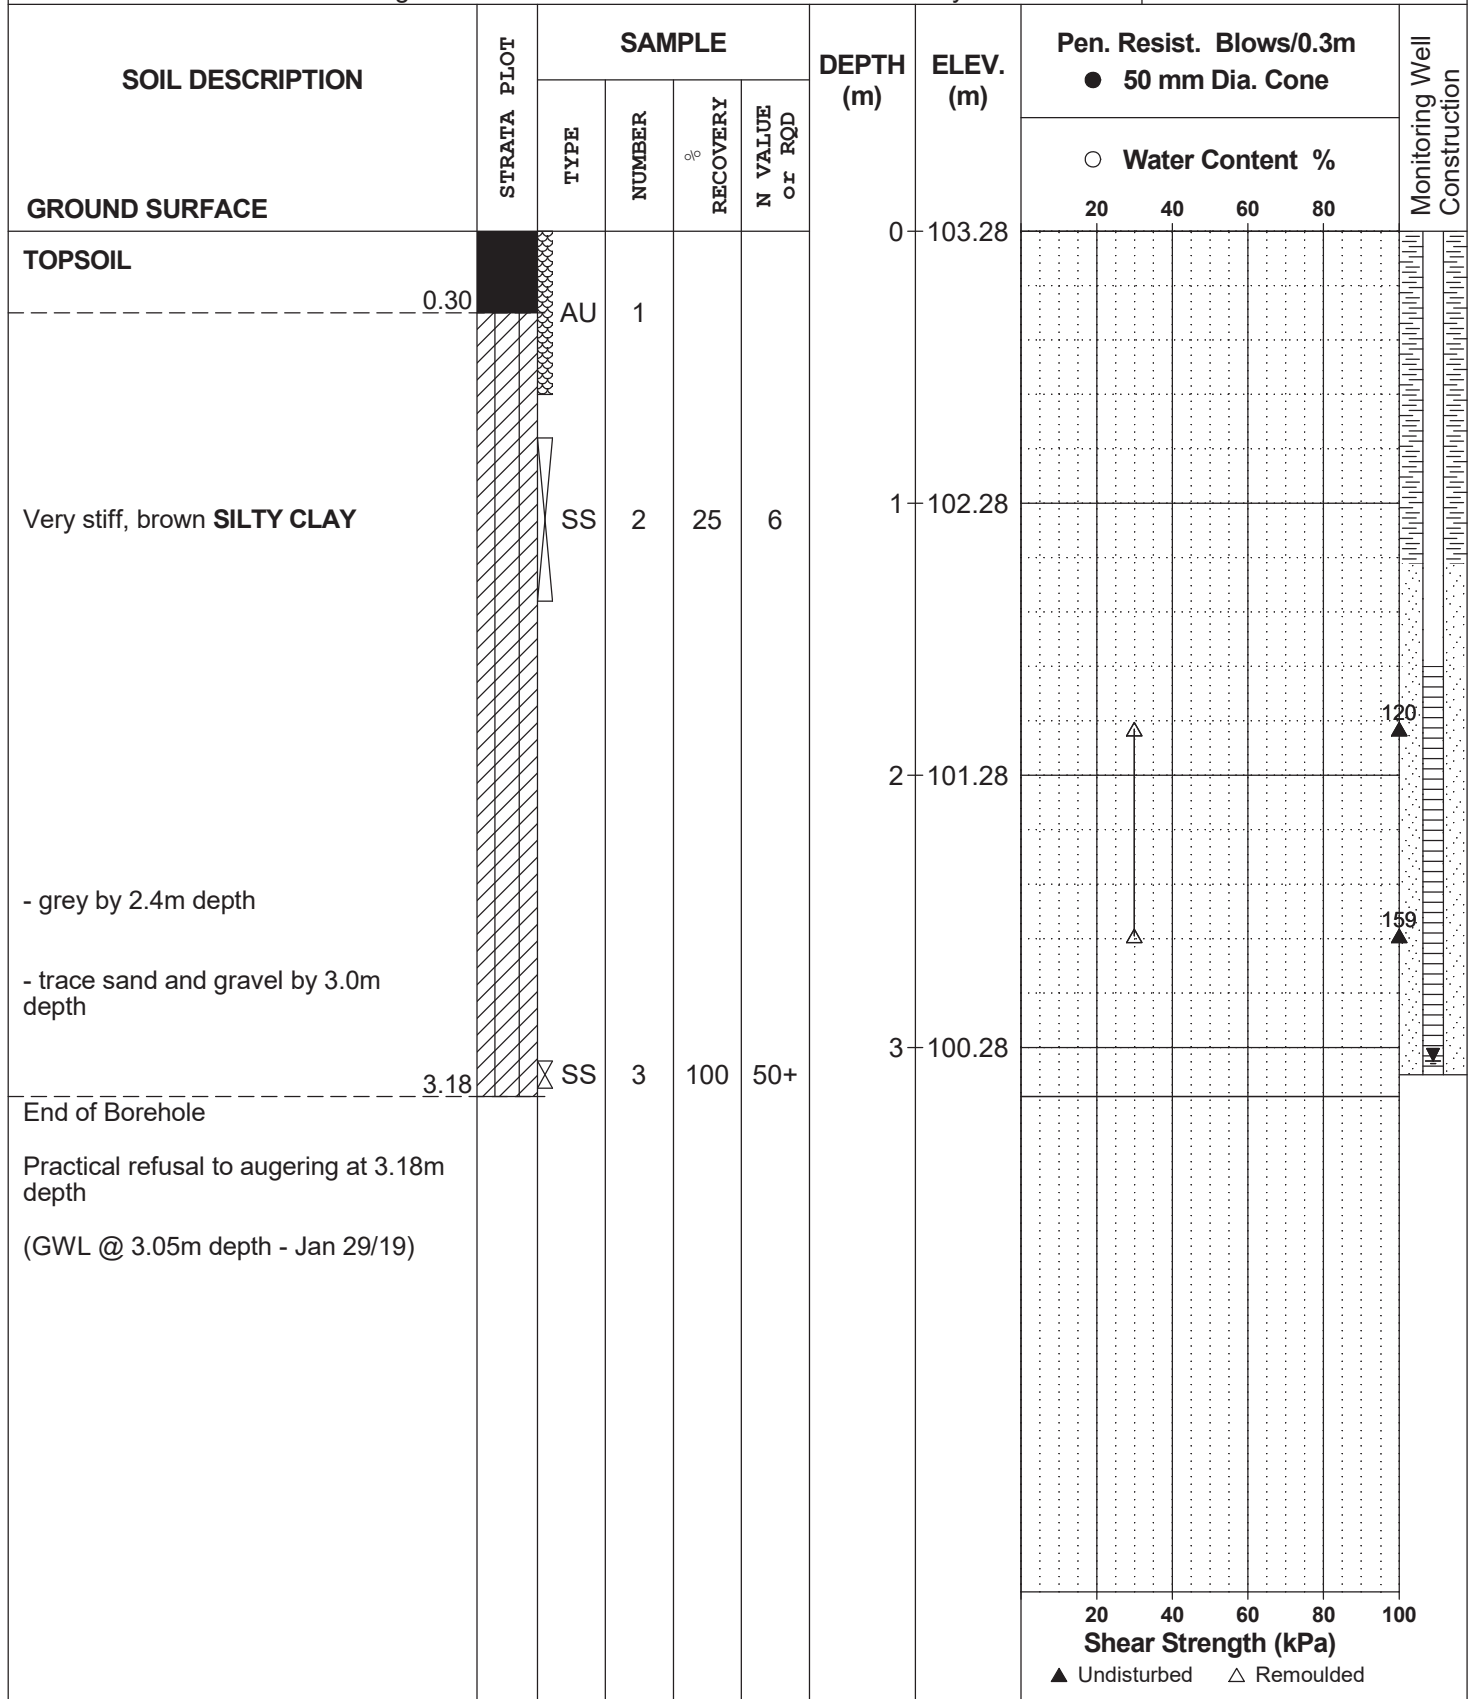 SOIL DESCRIPTION
GROUND SURFACE
STRATA PLOT
SAMPLE
TYPE
NUMBER
%
RECOVERY
N VALUE
or RQD
DEPTH
(m)
ELEV.
(m)
Pen. Resist. Blows/0.3m
● 50 mm Dia. Cone
○ Water Content %
20 40 60 80
Monitoring Well
Construction
0 103.28
TOPSOIL
0.30
AU 1
1 102.28
Very stiff, brown SILTY CLAY
SS 2 25 6
120
2 101.28
- grey by 2.4m depth
159
- trace sand and gravel by 3.0m
depth
3 100.28
SS 3 100 50+
3.18
End of Borehole
Practical refusal to augering at 3.18m
depth
(GWL @ 3.05m depth - Jan 29/19)
20 40 60 80 100
Shear Strength (kPa)
▲ Undisturbed △ Remoulded